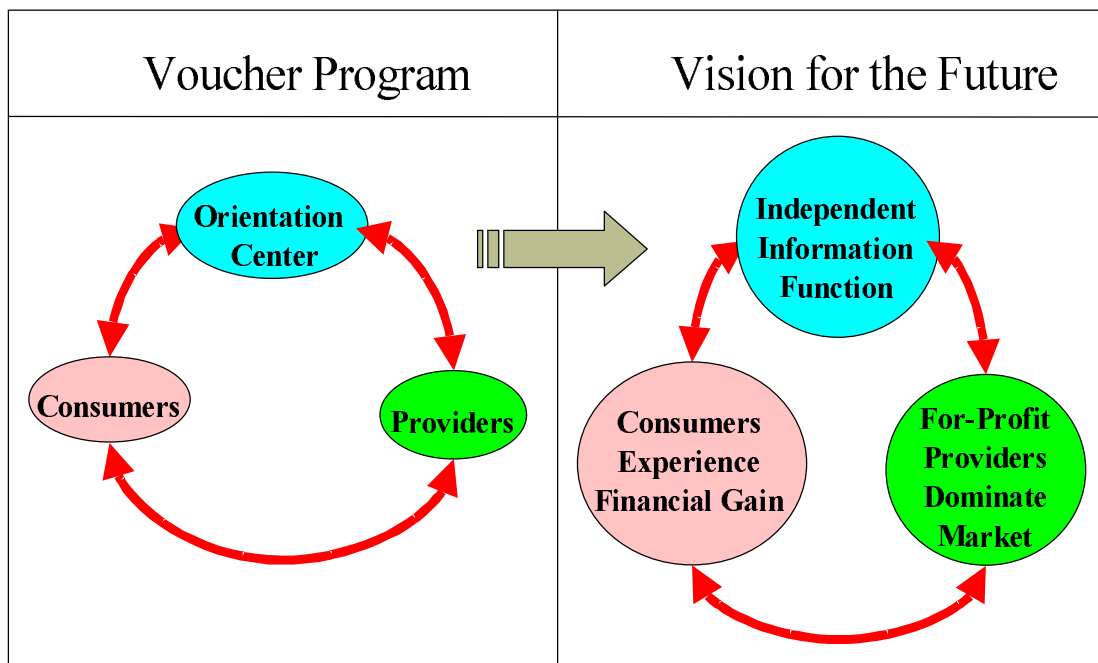 Voucher Program
Vision for the Future
Orientation
Center
Consumers
Providers
Independent
Information
Function
Consumers
Experience
Financial Gain
For-Profit
Providers
Dominate
Market